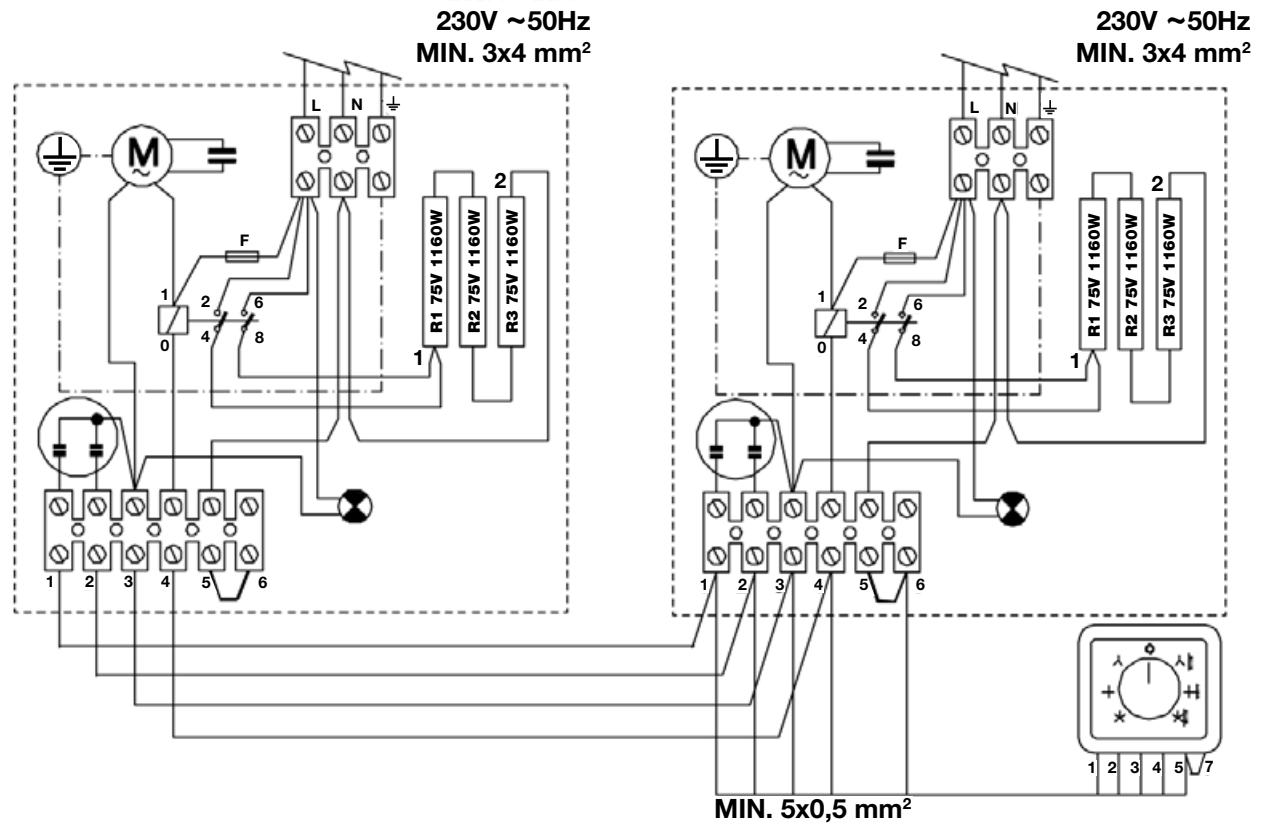 230V ~50Hz
MIN. 3x4 mm²
230V ~50Hz
MIN. 3x4 mm²
L N
M
~
F
1
0
2 6
4 8
R1 75V 1160W
R2 75V 1160W
R3 75V 1160W
2
1
1 2 3 4 5 6
L N
M
~
F
1
0
2 6
4 8
R1 75V 1160W
R2 75V 1160W
R3 75V 1160W
2
1
1 2 3 4 5 6
1 2 3 4 5 7
MIN. 5x0,5 mm²